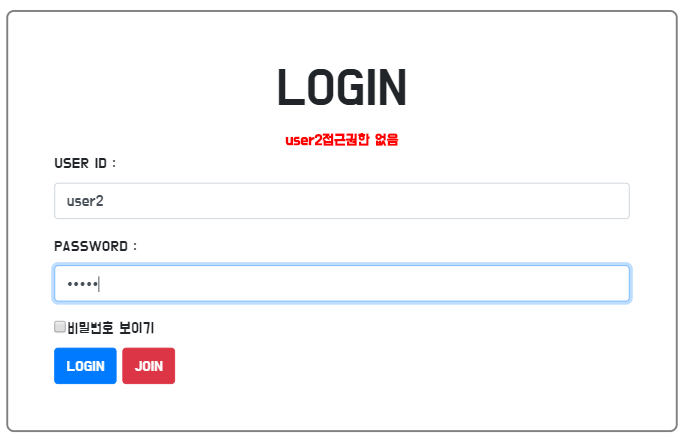 LOGIN
user2접근권한 없음
USER ID :
user2
PASSWORD :
•••••
비밀번호 보이기
LOGIN JOIN